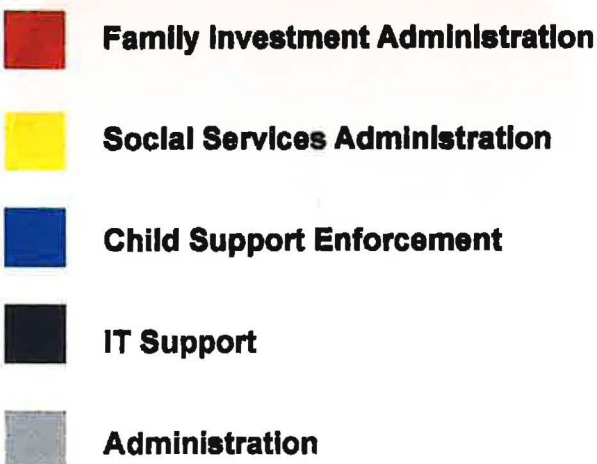 Family Investment Administration
Social Services Administration
Child Support Enforcement
IT Support
Administration